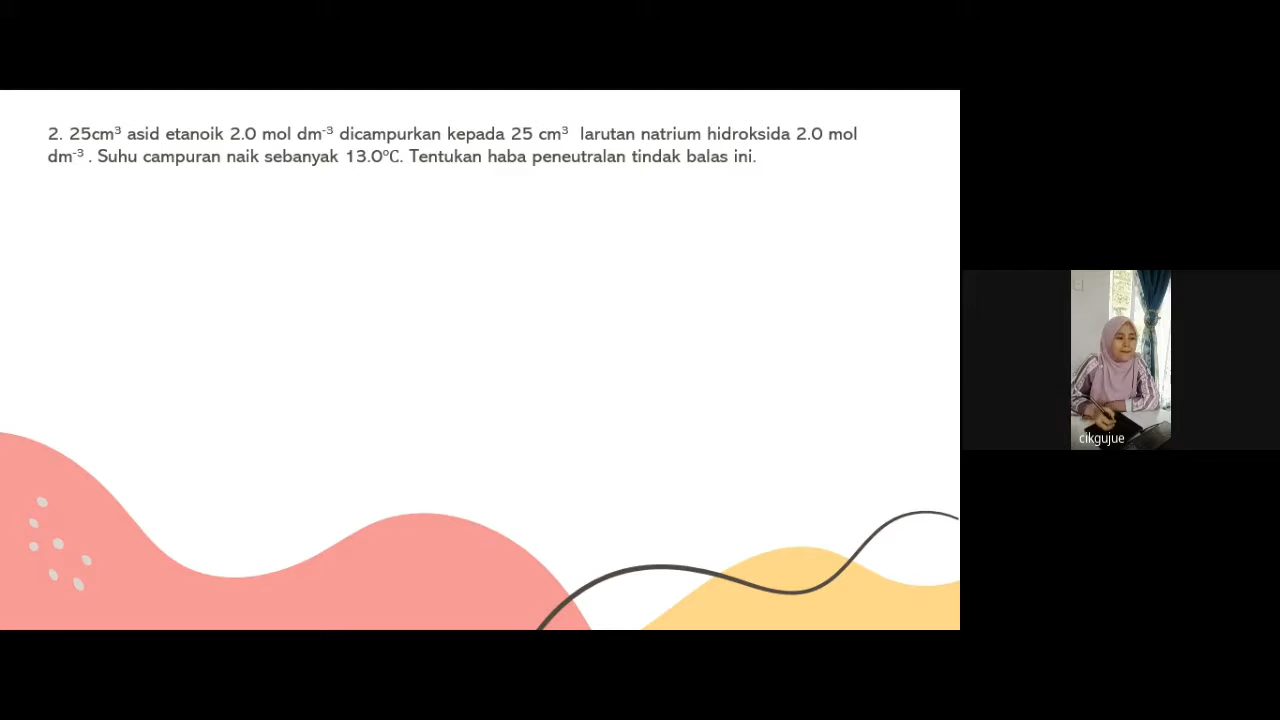 2. 25cm³ asid etanoik 2.0 mol dm⁻³ dicampurkan kepada 25 cm³ larutan natrium hidroksida 2.0 mol
dm⁻³ . Suhu campuran naik sebanyak 13.0°C. Tentukan haba peneutralan tindak balas ini.
cikgujue